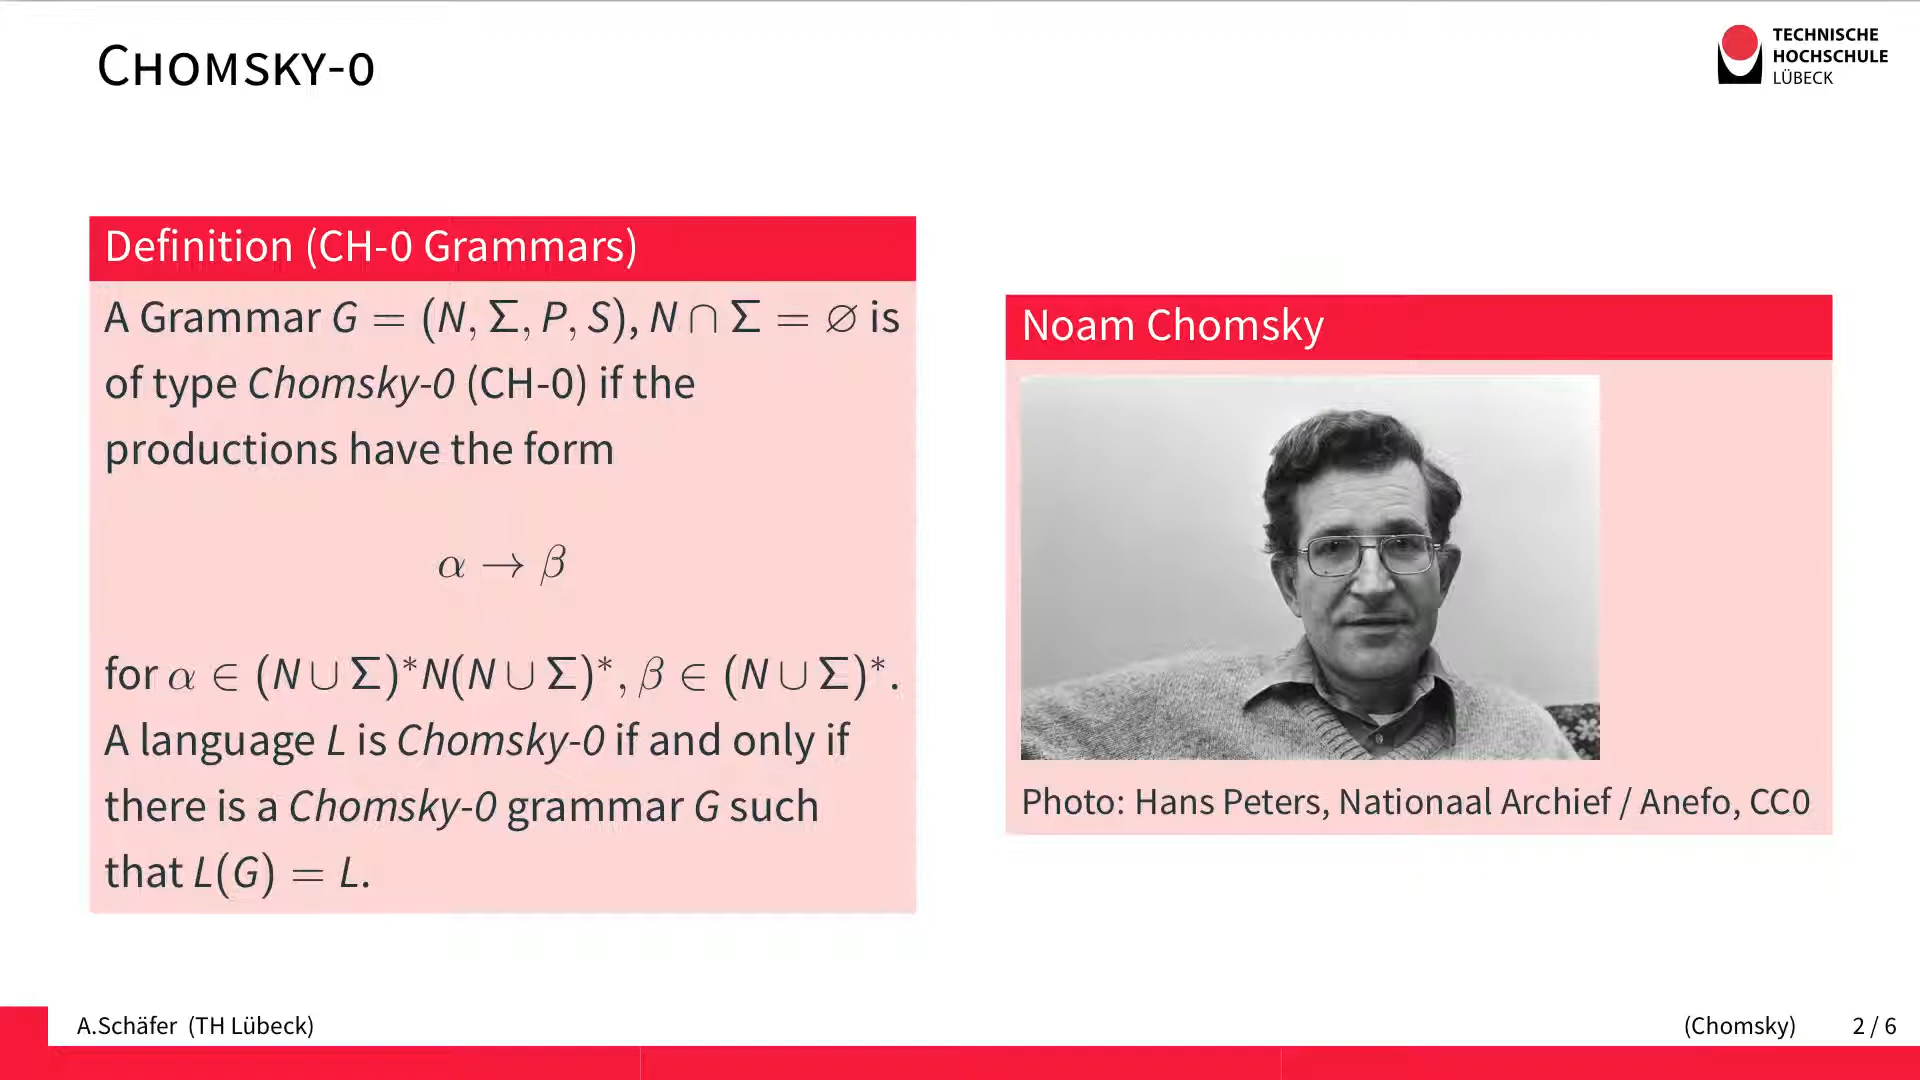 CHOMSKY-0
TECHNISCHE
HOCHSCHULE
LÜBECK
Definition (CH-0 Grammars)
A Grammar G = (N, Σ, P, S), N ∩ Σ = ∅ is
of type Chomsky-0 (CH-0) if the
productions have the form
α → β
for α ∈ (N ∪ Σ)*N(N ∪ Σ)*, β ∈ (N ∪ Σ)*.
A language L is Chomsky-0 if and only if
there is a Chomsky-0 grammar G such
that L(G) = L.
Noam Chomsky
Photo: Hans Peters, Nationaal Archief / Anefo, CC0
A.Schäfer (TH Lübeck)
(Chomsky)
2 / 6